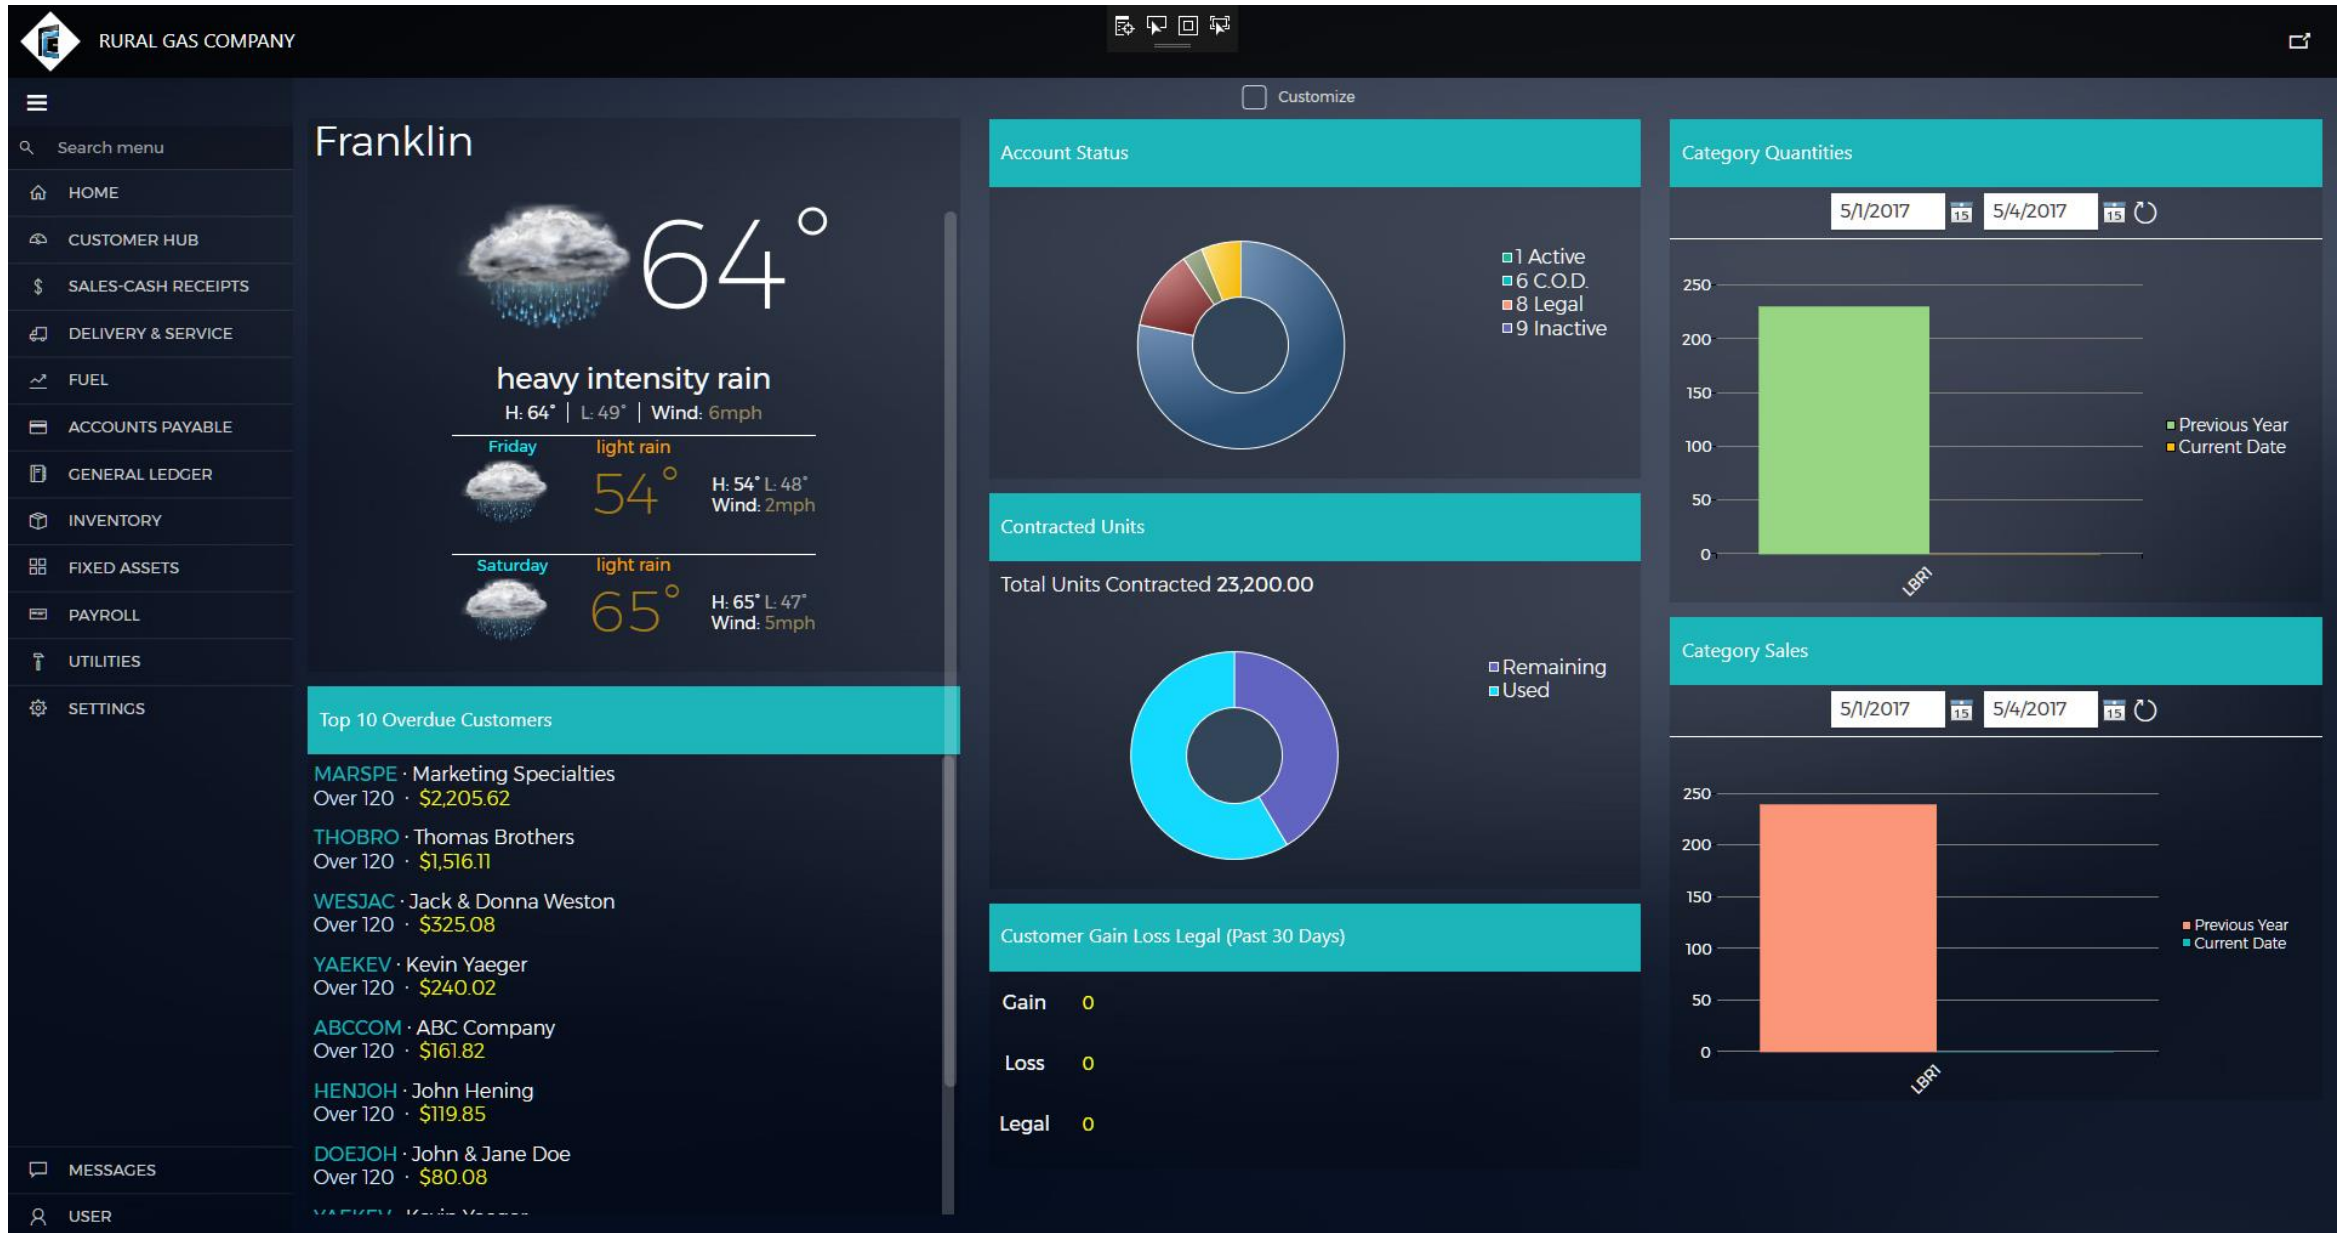 RURAL GAS COMPANY
Customize
Search menu
HOME
CUSTOMER HUB
SALES-CASH RECEIPTS
DELIVERY & SERVICE
FUEL
ACCOUNTS PAYABLE
GENERAL LEDGER
INVENTORY
FIXED ASSETS
PAYROLL
UTILITIES
SETTINGS
MESSAGES
USER
Franklin
64°
heavy intensity rain
H: 64° | L: 49° | Wind: 6mph
Friday light rain
54° H: 54° L: 48°
Wind: 2mph
Saturday light rain
65° H: 65° L: 47°
Wind: 5mph
Top 10 Overdue Customers
MARSPE · Marketing Specialties
Over 120 · $2,205.62
THOBRO · Thomas Brothers
Over 120 · $1,516.11
WESJAC · Jack & Donna Weston
Over 120 · $325.08
YAEKEV · Kevin Yaeger
Over 120 · $240.02
ABCCOM · ABC Company
Over 120 · $161.82
HENJOH · John Hening
Over 120 · $119.85
DOEJOH · John & Jane Doe
Over 120 · $80.08
YAEKEV · Kevin Yaeger
Account Status
1 Active
6 C.O.D.
8 Legal
9 Inactive
Contracted Units
Total Units Contracted 23,200.00
Remaining
Used
Customer Gain Loss Legal (Past 30 Days)
Gain 0
Loss 0
Legal 0
Category Quantities
5/1/2017 15 5/4/2017 15
250
200
150
100
50
0
LBR1
Previous Year
Current Date
Category Sales
5/1/2017 15 5/4/2017 15
250
200
150
100
50
0
LBR1
Previous Year
Current Date